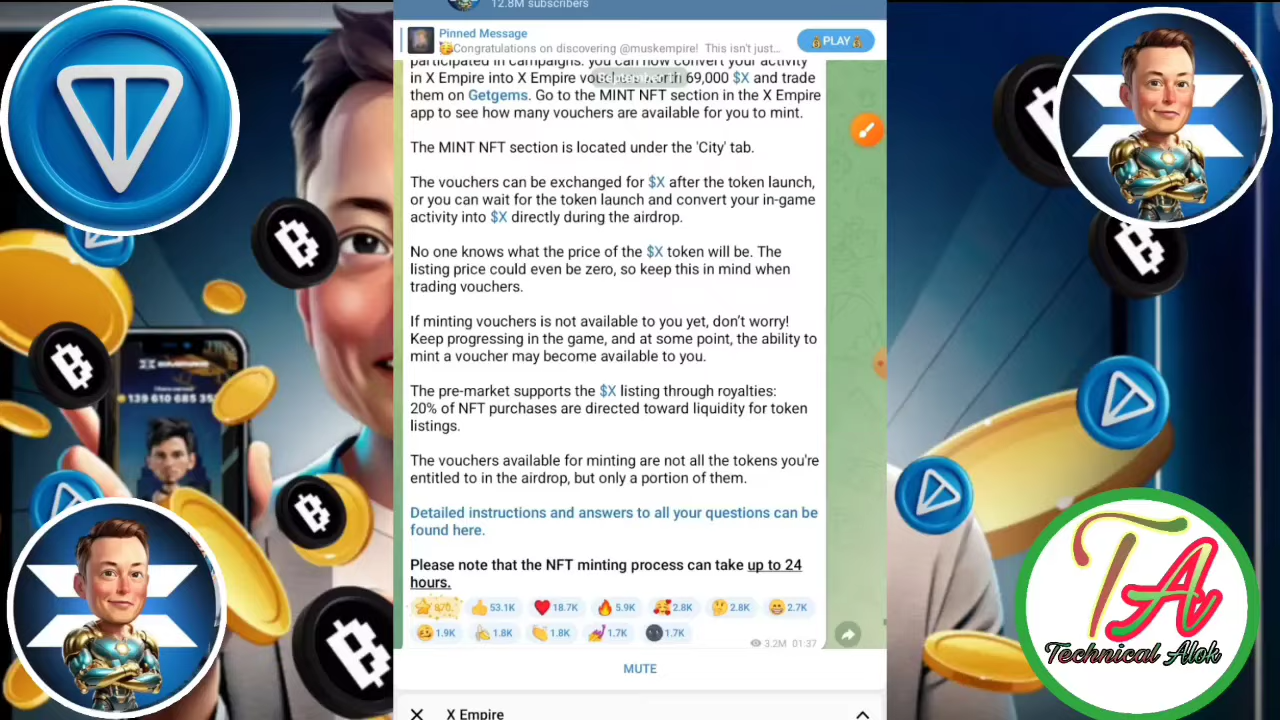 12.8M subscribers
Pinned Message
🥳Congratulations on discovering @muskempire! This isn't just...
💰PLAY💰
participated in campaigns. you can now convert your activity
in X Empire into X Empire 69,000 $X and trade
them on Getgems. Go to the MINT NFT section in the X Empire
app to see how many vouchers are available for you to mint.
The MINT NFT section is located under the 'City' tab.
The vouchers can be exchanged for $X after the token launch,
or you can wait for the token launch and convert your in-game
activity into $X directly during the airdrop.
No one knows what the price of the $X token will be. The
listing price could even be zero, so keep this in mind when
trading vouchers.
If minting vouchers is not available to you yet, don't worry!
Keep progressing in the game, and at some point, the ability to
mint a voucher may become available to you.
The pre-market supports the $X listing through royalties:
20% of NFT purchases are directed toward liquidity for token
listings.
The vouchers available for minting are not all the tokens you're
entitled to in the airdrop, but only a portion of them.
Detailed instructions and answers to all your questions can be
found here.
Please note that the NFT minting process can take up to 24
hours.
53.1K 18.7K 5.9K 2.8K 2.8K 2.7K
1.9K 1.8K 1.8K 1.7K 1.7K
3.2M 01:37
MUTE
X Empire
139 610 685
TA
Technical Alok